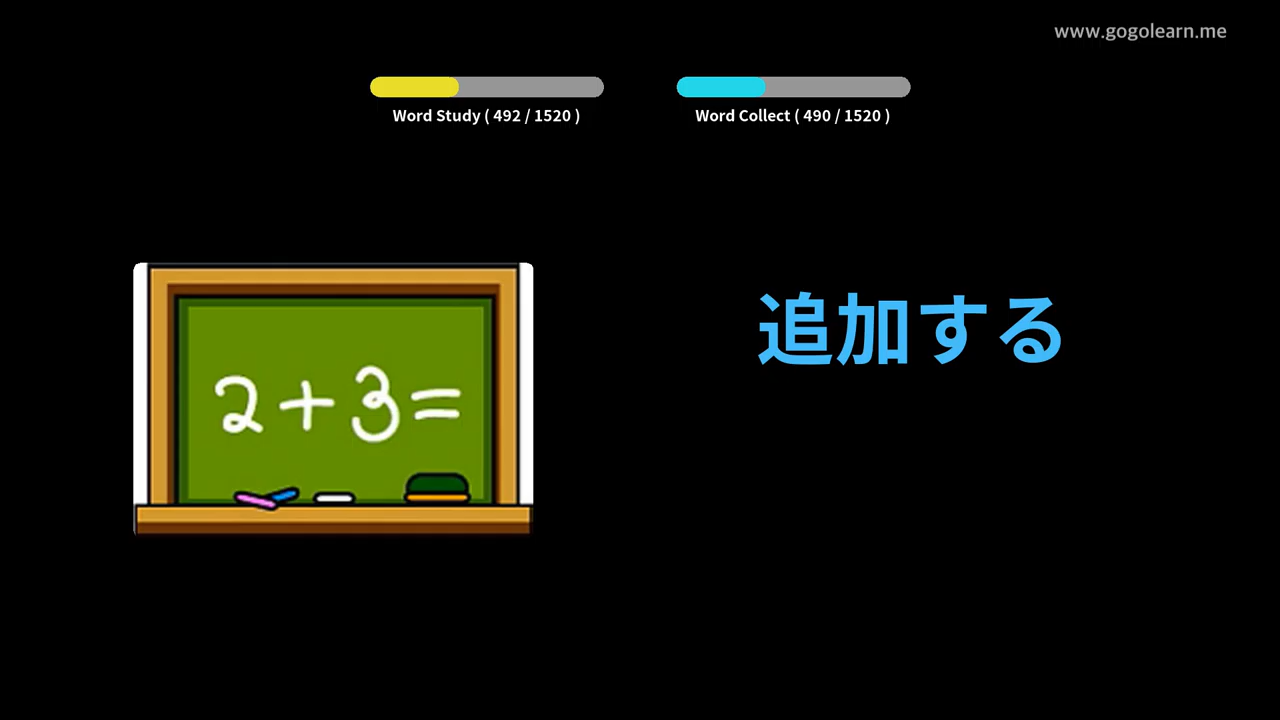 www.gogolearn.me
Word Study ( 492 / 1520 )
Word Collect ( 490 / 1520 )
追加する
2+3=